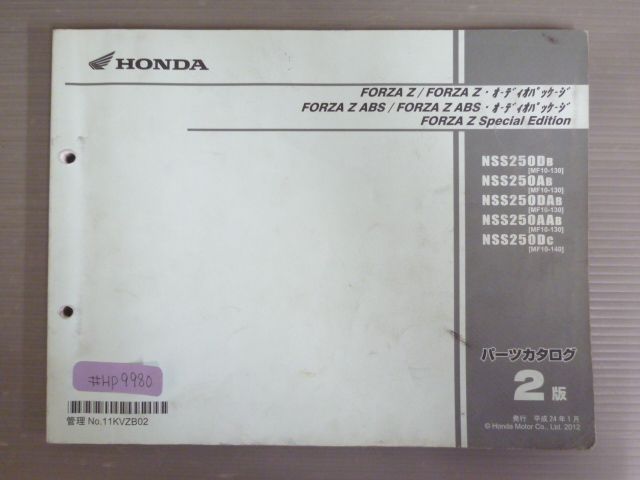 HONDA
FORZA Z / FORZA Z・ｵｰﾃﾞｨｵﾊﾟｯｹｰｼﾞ
FORZA Z ABS / FORZA Z ABS・ｵｰﾃﾞｨｵﾊﾟｯｹｰｼﾞ
FORZA Z Special Edition
NSS250DB
[MF10-130]
NSS250AB
[MF10-130]
NSS250DAB
[MF10-130]
NSS250AAB
[MF10-130]
NSS250DC
[MF10-140]
パーツカタログ
2版
発行 平成24年1月
© Honda Motor Co., Ltd. 2012
#HP9980
管理 No.11KVZB02